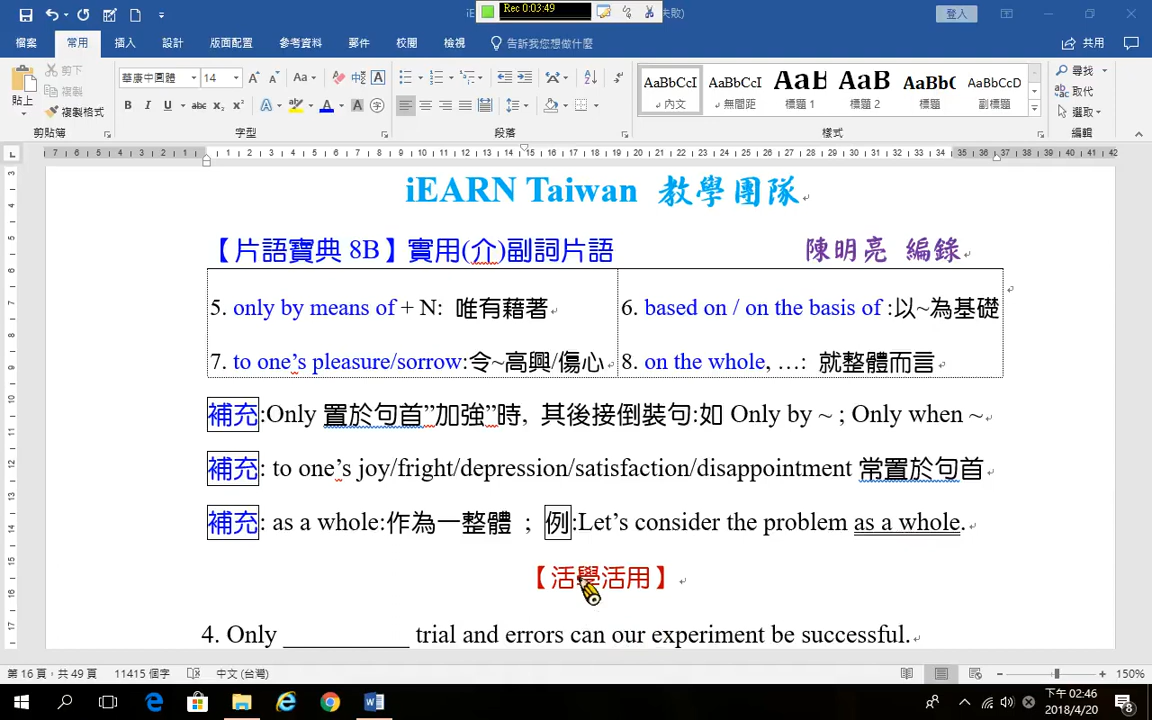 Rec 0:03:49
iE
敗)
登入
檔案 常用 插入 設計 版面配置 參考資料 郵件 校閱 檢視 告訴我您想做什麼 共用
貼上 剪下 複製 複製格式
華康中圓體 14
AaBbCcI AaBbCcI AaB AaB AaBbC AaBbCcD
內文 無間距 標題 1 標題 2 標題 副標題
尋找 取代 選取
剪貼簿 字型 段落 樣式 編輯
iEARN Taiwan 教學團隊
【片語寶典 8B】實用(介)副詞片語 陳明亮 編錄
5. only by means of + N: 唯有藉著
6. based on / on the basis of :以~為基礎
7. to one’s pleasure/sorrow:令~高興/傷心
8. on the whole, …: 就整體而言
補充:Only 置於句首”加強”時, 其後接倒裝句:如 Only by ~ ; Only when ~
補充: to one’s joy/fright/depression/satisfaction/disappointment 常置於句首
補充: as a whole:作為一整體 ; 例:Let’s consider the problem as a whole.
【活學活用】
4. Only __________ trial and errors can our experiment be successful.
第 16 頁，共 49 頁 11415 個字 中文 (台灣) 150%
下午 02:46
2018/4/20
8